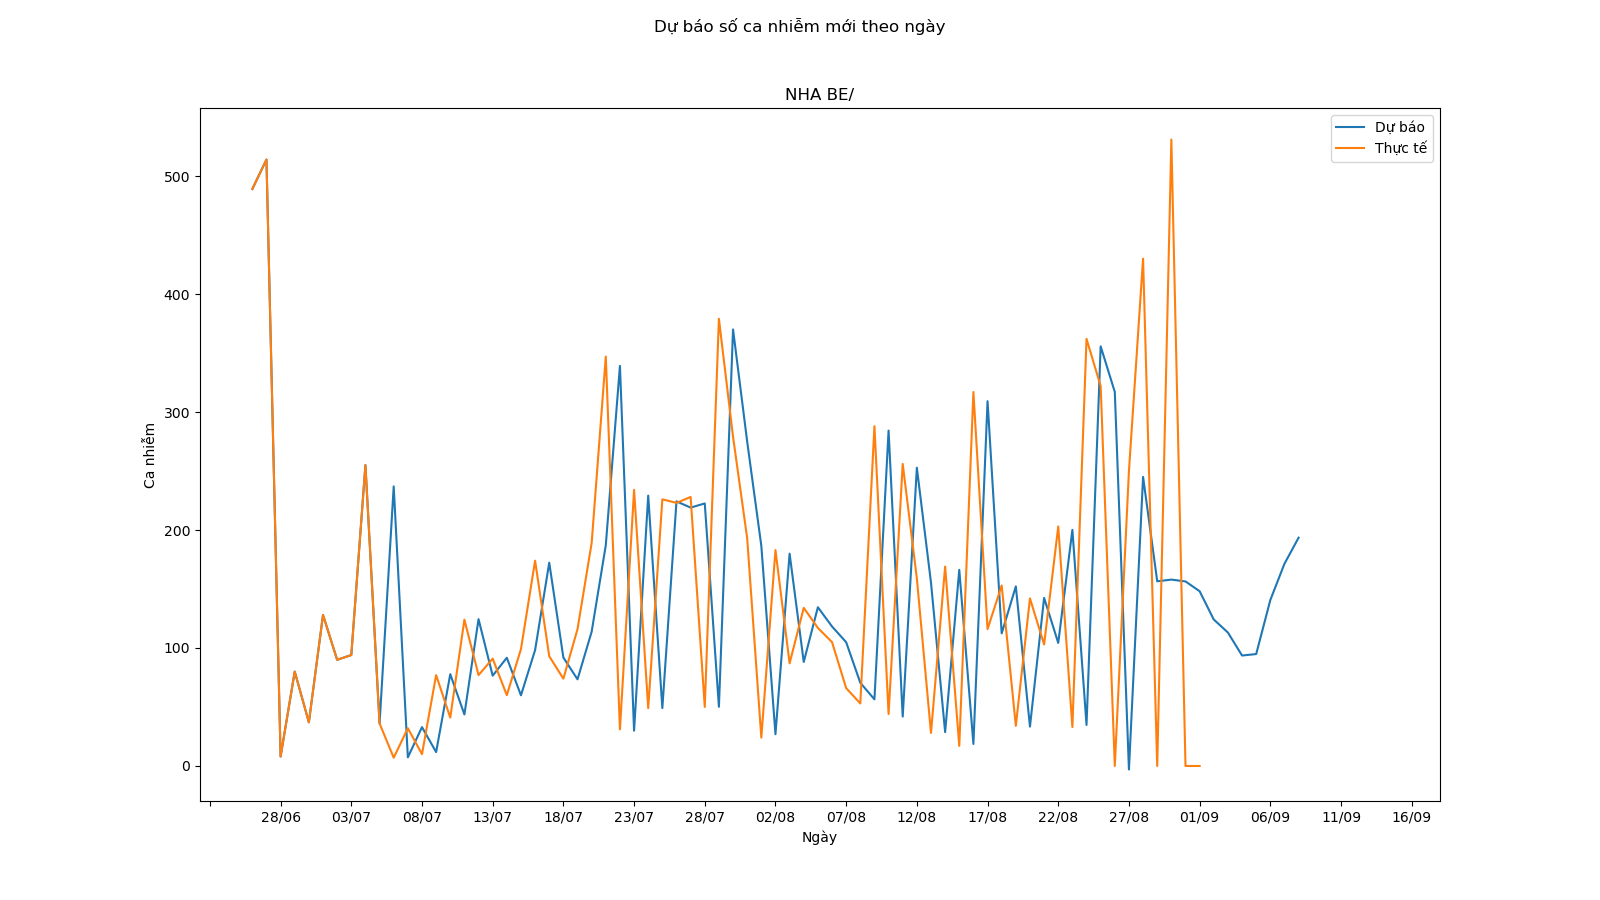 Dự báo số ca nhiễm mới theo ngày
NHA BE/
Dự báo
Thực tế
500
400
300
200
100
0
Ca nhiễm
28/06 03/07 08/07 13/07 18/07 23/07 28/07 02/08 07/08 12/08 17/08 22/08 27/08 01/09 06/09 11/09 16/09
Ngày